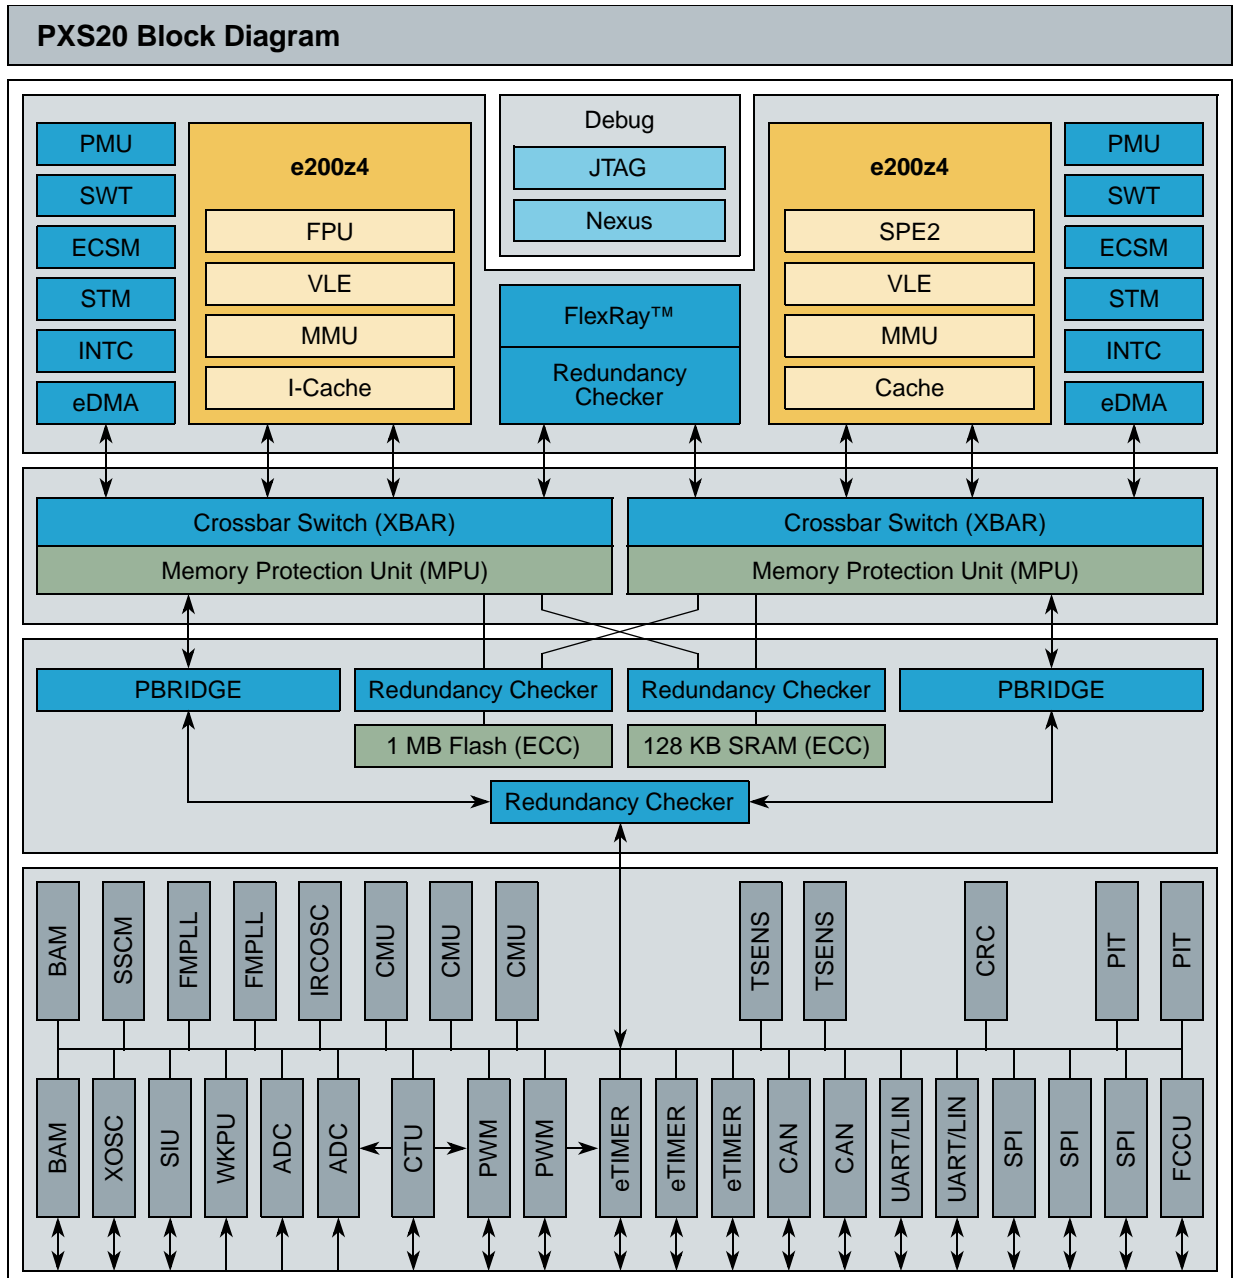 PXS20 Block Diagram
PMU
SWT
ECSM
STM
INTC
eDMA
e200z4
FPU
VLE
MMU
I-Cache
Debug
JTAG
Nexus
FlexRay™
Redundancy
Checker
e200z4
SPE2
VLE
MMU
Cache
PMU
SWT
ECSM
STM
INTC
eDMA
Crossbar Switch (XBAR)
Memory Protection Unit (MPU)
Crossbar Switch (XBAR)
Memory Protection Unit (MPU)
PBRIDGE
Redundancy Checker
Redundancy Checker
PBRIDGE
1 MB Flash (ECC)
128 KB SRAM (ECC)
Redundancy Checker
BAM
SSCM
FMPLL
FMPLL
IRCOSC
CMU
CMU
CMU
TSENS
TSENS
CRC
PIT
PIT
BAM
XOSC
SIU
WKPU
ADC
ADC
CTU
PWM
PWM
eTIMER
eTIMER
eTIMER
CAN
CAN
UART/LIN
UART/LIN
SPI
SPI
SPI
FCCU